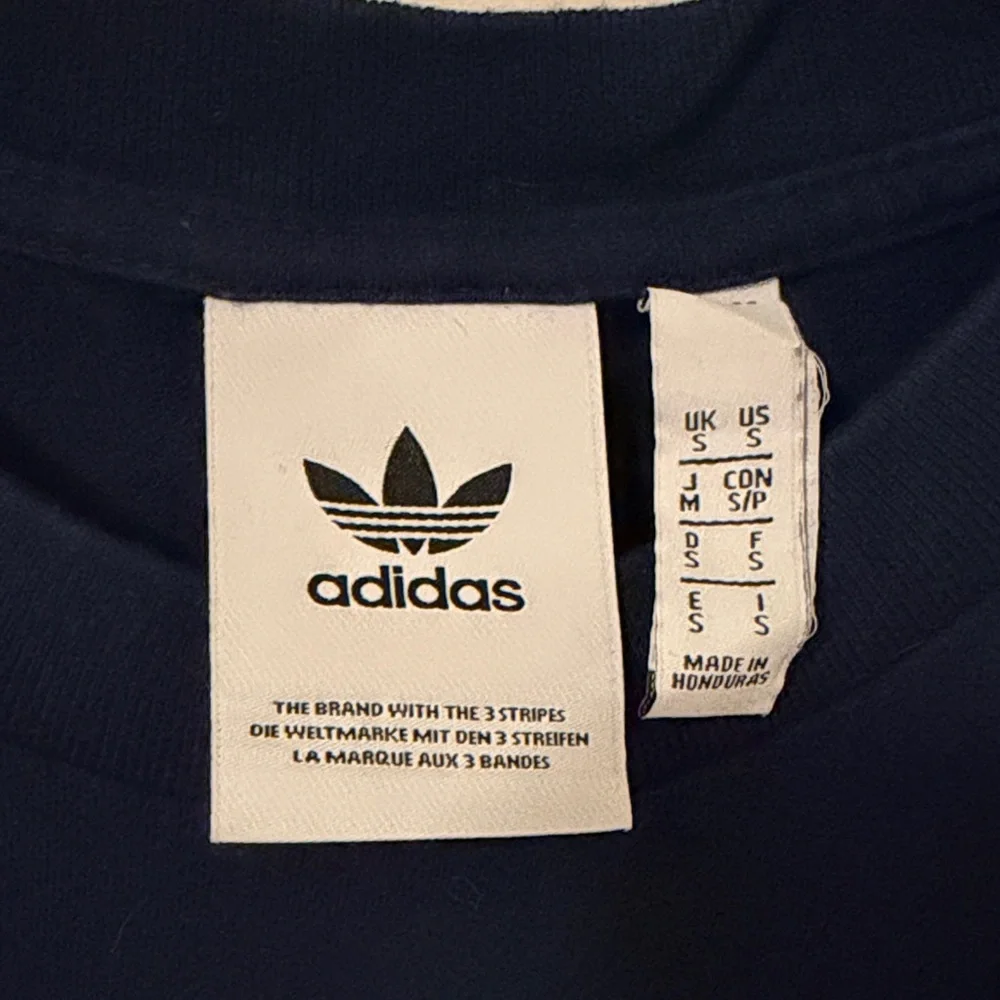 adidas
THE BRAND WITH THE 3 STRIPES
DIE WELTMARKE MIT DEN 3 STREIFEN
LA MARQUE AUX 3 BANDES
UK US
S S
J CDN
M S/P
D F
S S
E I
S S
MADE IN
HONDURAS